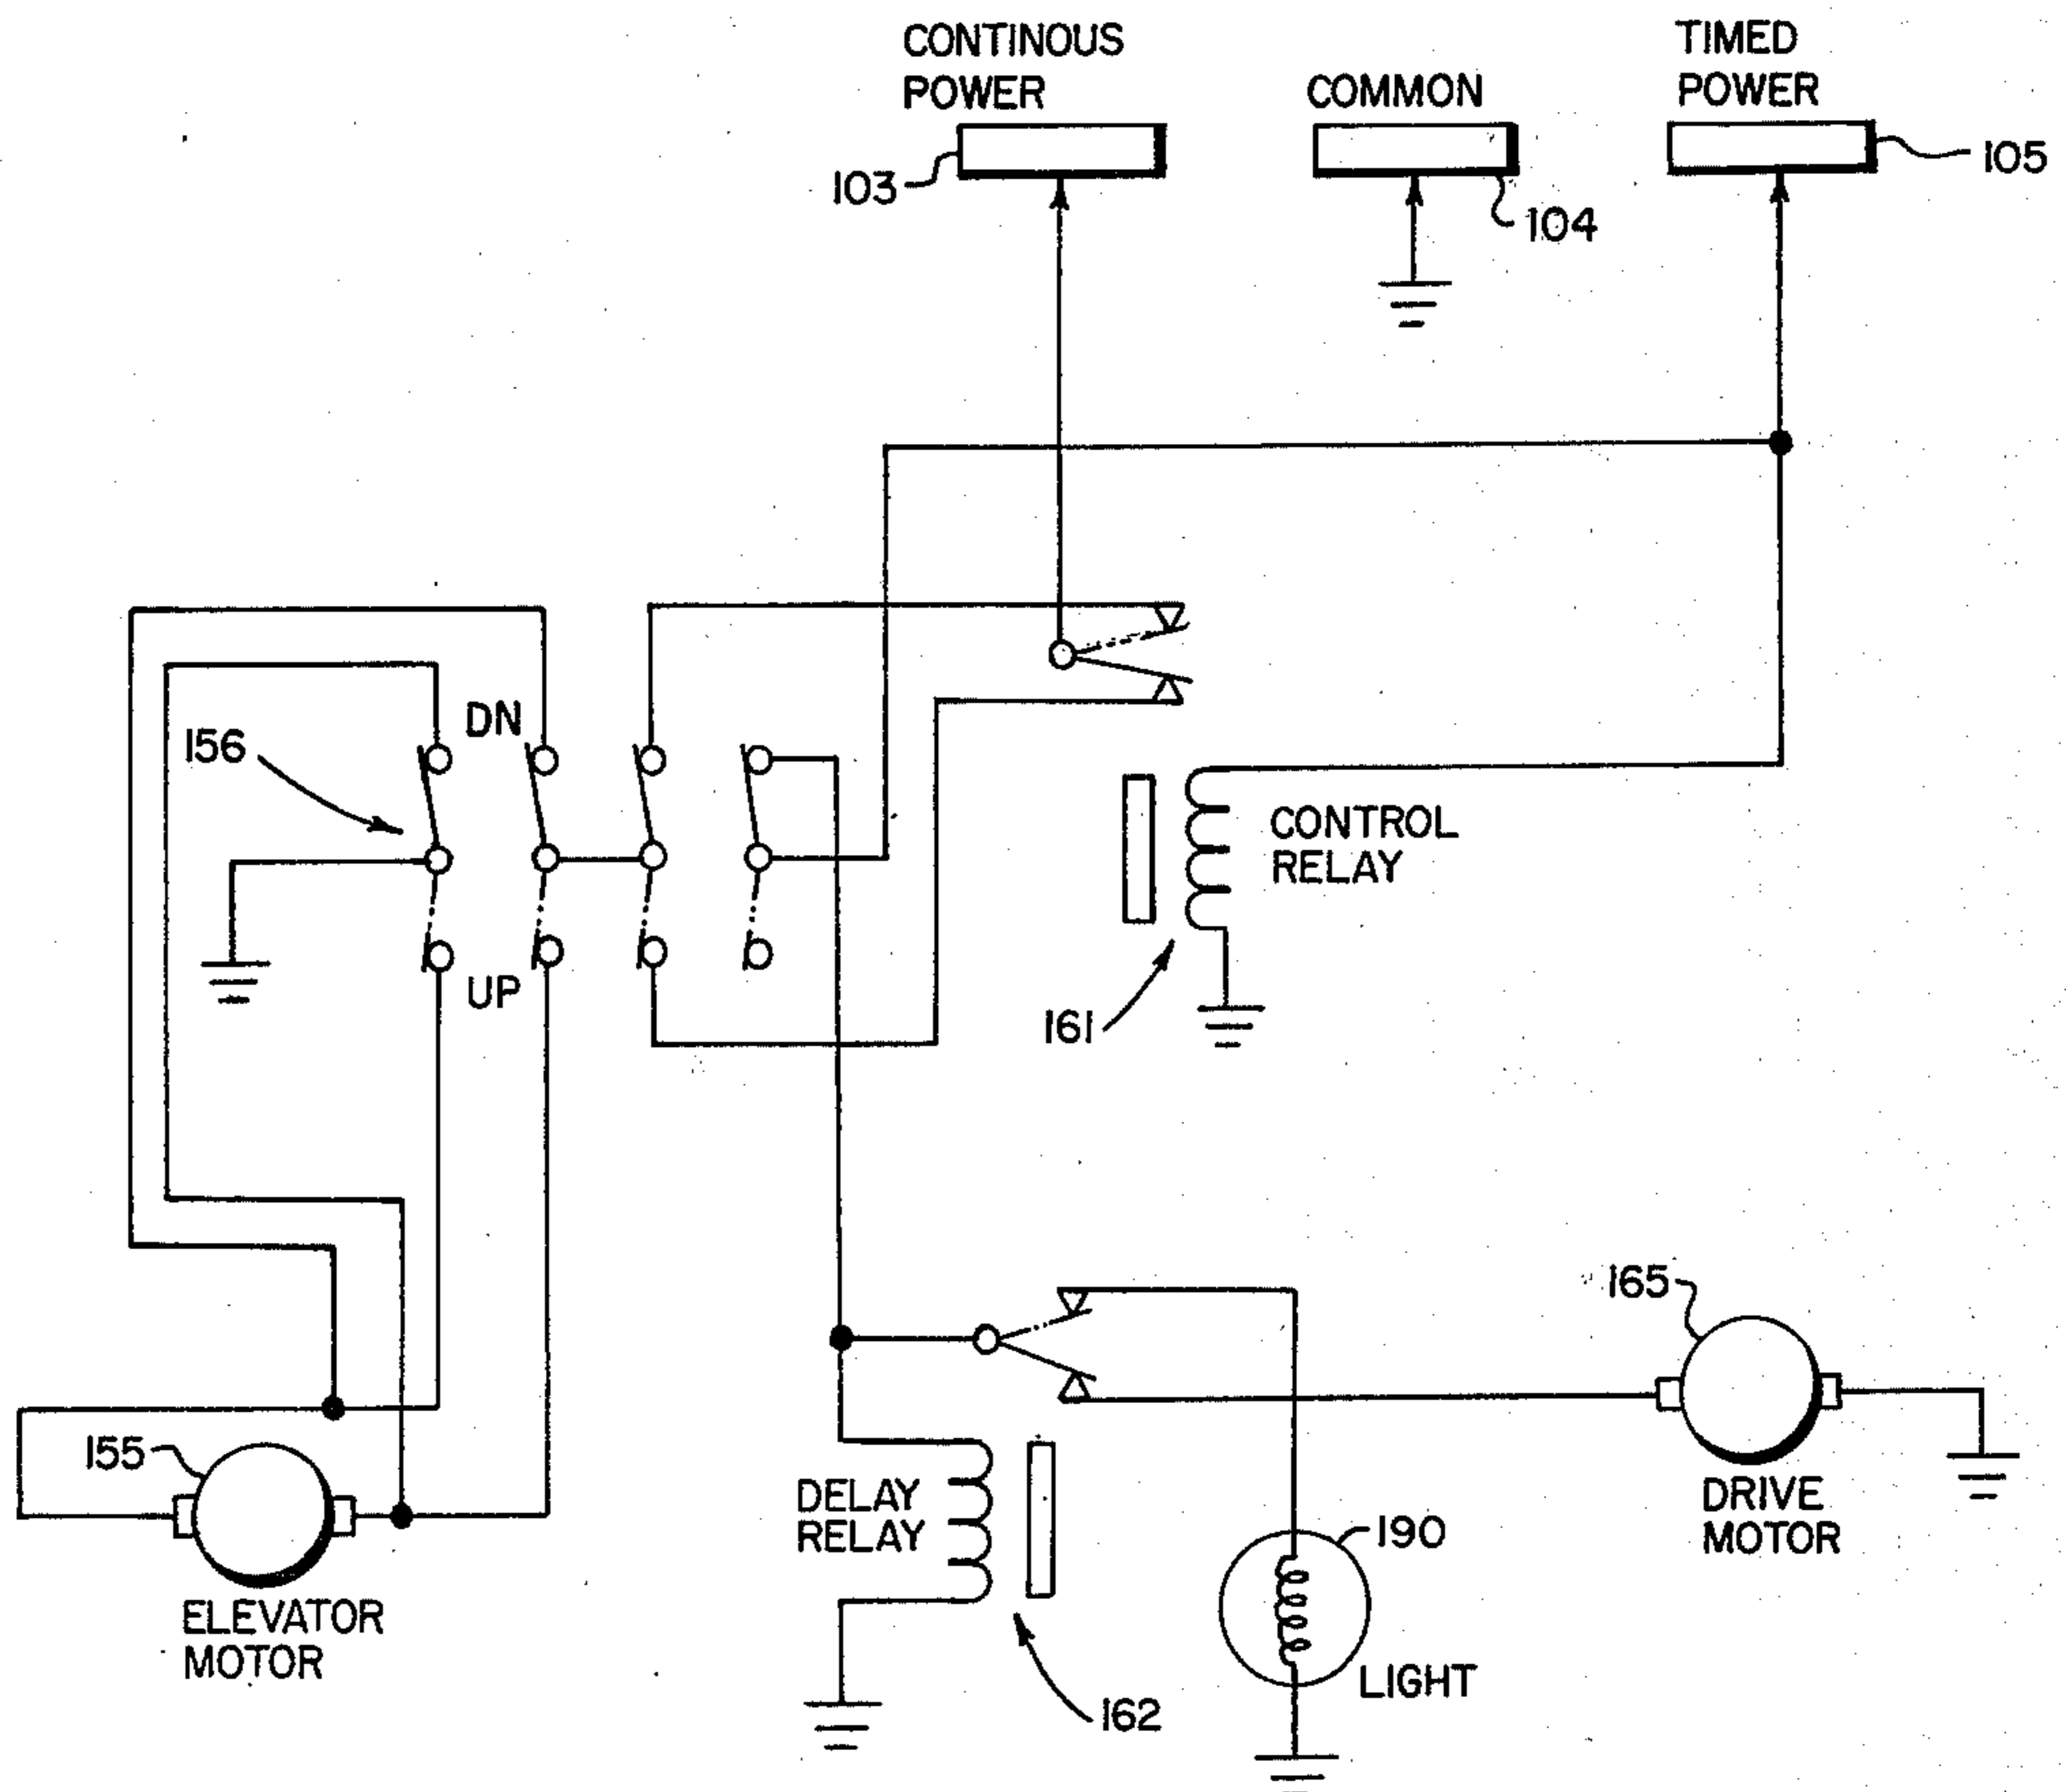 CONTINOUS
POWER
COMMON
TIMED
POWER
103
104
105
DN
156
UP
CONTROL
RELAY
161
165
155
DELAY
RELAY
190
DRIVE
MOTOR
ELEVATOR
MOTOR
LIGHT
162